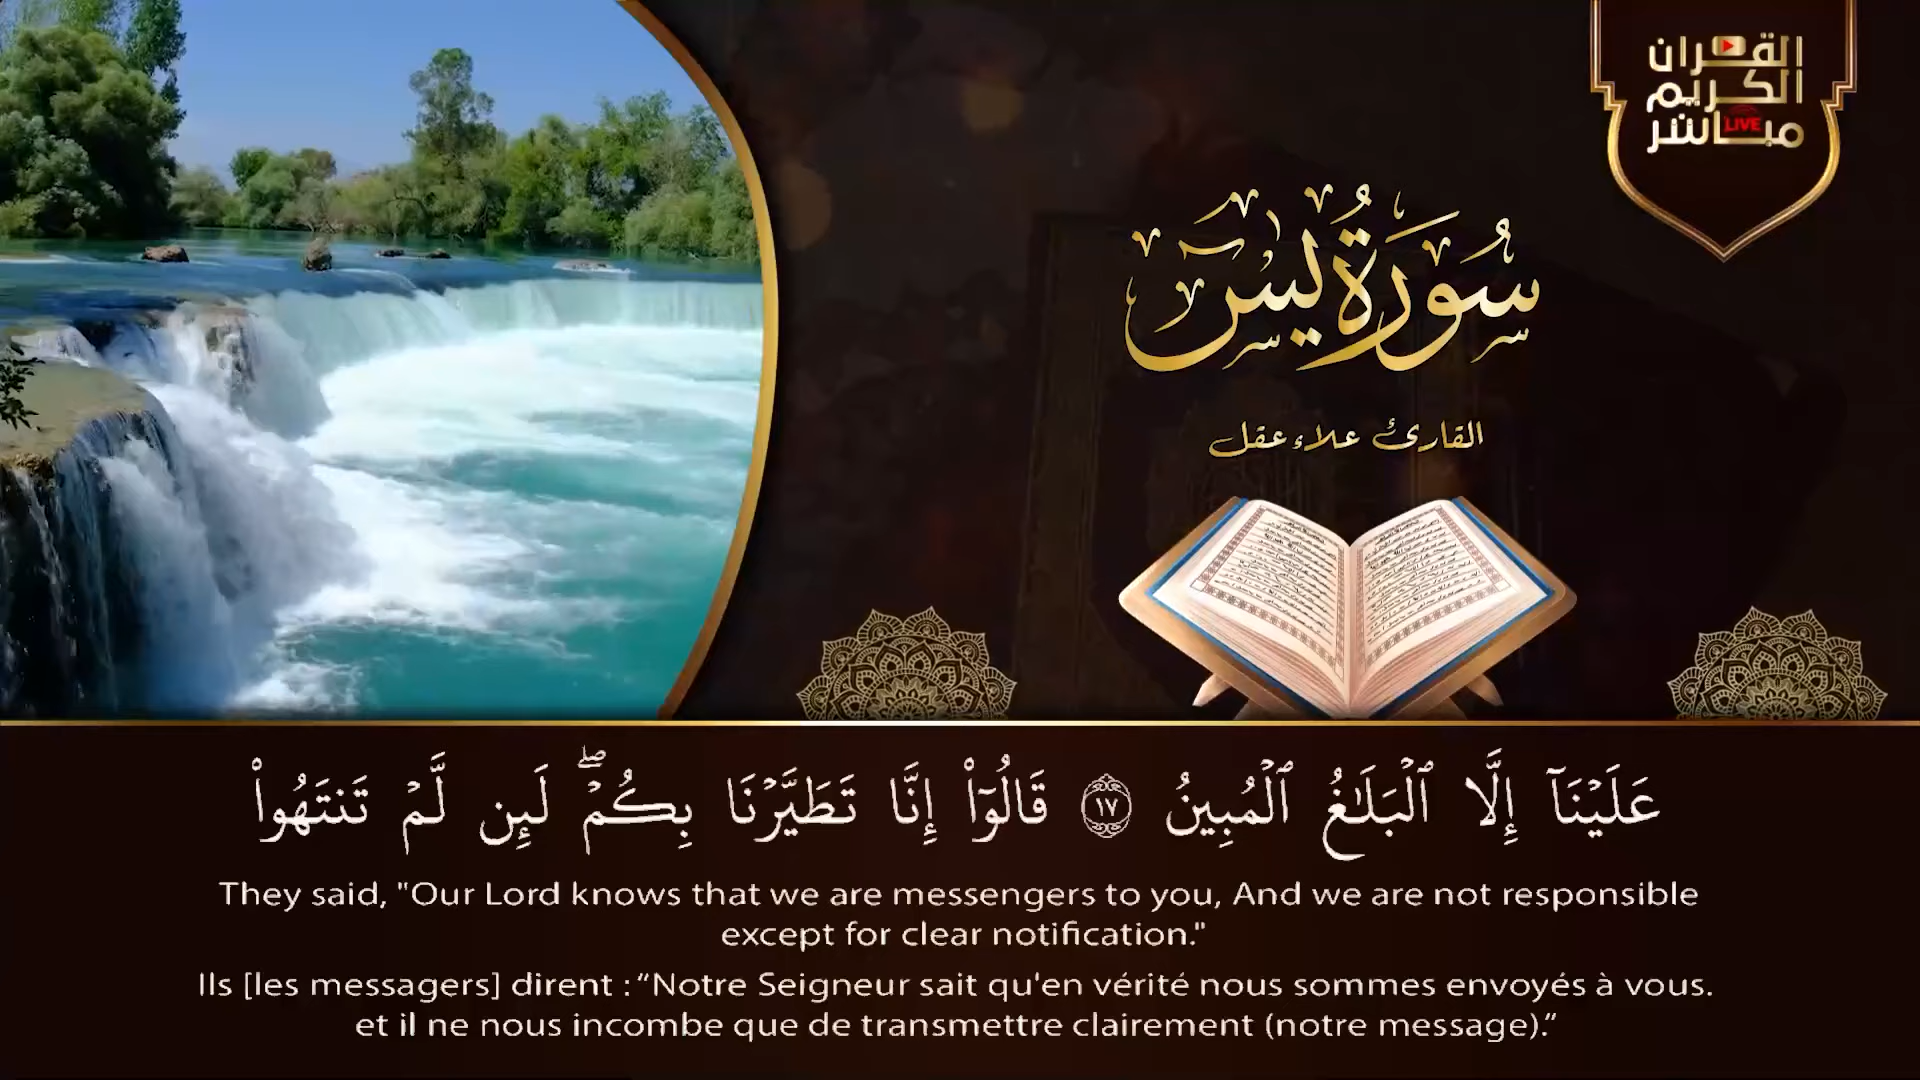 القرآن
الكريم
مباشر
LIVE
سُورَةُ يسٓ
القارئ علاء عقل
عَلَيْنَآ إِلَّا ٱلْبَلَٰغُ ٱلْمُبِينُ ١٧ قَالُوٓا۟ إِنَّا تَطَيَّرْنَا بِكُمْ ۖ لَئِن لَّمْ تَنتَهُوا۟
They said, "Our Lord knows that we are messengers to you, And we are not responsible
except for clear notification."
Ils [les messagers] dirent : “Notre Seigneur sait qu'en vérité nous sommes envoyés à vous.
et il ne nous incombe que de transmettre clairement (notre message).”